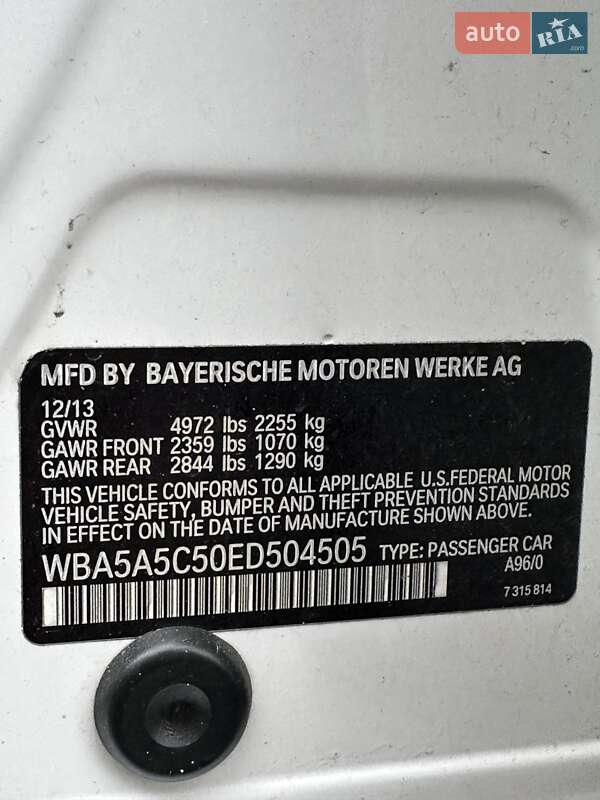 auto RIA .com
MFD BY BAYERISCHE MOTOREN WERKE AG
12/13
GVWR 4972 lbs 2255 kg
GAWR FRONT 2359 lbs 1070 kg
GAWR REAR 2844 lbs 1290 kg
THIS VEHICLE CONFORMS TO ALL APPLICABLE U.S.FEDERAL MOTOR
VEHICLE SAFETY, BUMPER AND THEFT PREVENTION STANDARDS
IN EFFECT ON THE DATE OF MANUFACTURE SHOWN ABOVE.
WBA5A5C50ED504505 TYPE: PASSENGER CAR
A96/0
7 315 814